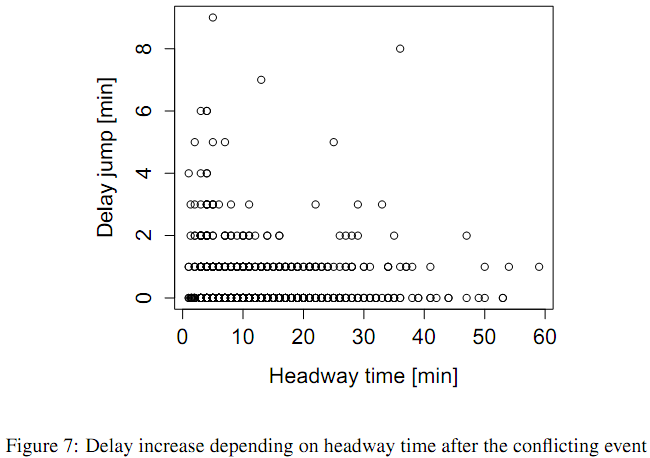 8
6
4
2
0
Delay jump [min]
0 10 20 30 40 50 60
Headway time [min]
Figure 7: Delay increase depending on headway time after the conflicting event